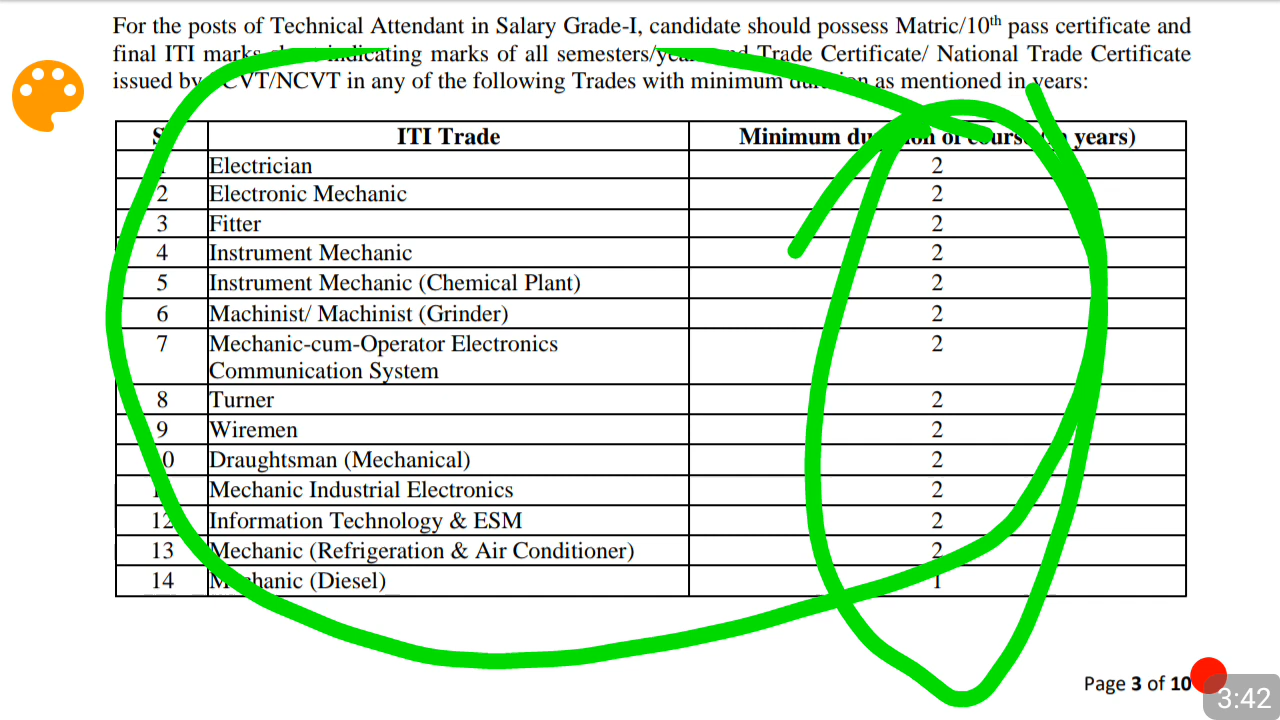 For the posts of Technical Attendant in Salary Grade-I, candidate should possess Matric/10th pass certificate and
final ITI marks indicating marks of all semesters/ Trade Certificate/ National Trade Certificate
issued by CVT/NCVT in any of the following Trades with minimum as mentioned in years:
ITI Trade Minimum of years)
Electrician 2
2 Electronic Mechanic 2
3 Fitter 2
4 Instrument Mechanic 2
5 Instrument Mechanic (Chemical Plant) 2
6 Machinist/ Machinist (Grinder) 2
7 Mechanic-cum-Operator Electronics 2
Communication System
8 Turner 2
9 Wiremen 2
0 Draughtsman (Mechanical) 2
Mechanic Industrial Electronics 2
12 Information Technology & ESM 2
13 Mechanic (Refrigeration & Air Conditioner) 2
14 Mechanic (Diesel) 1
Page 3 of 10
3:42